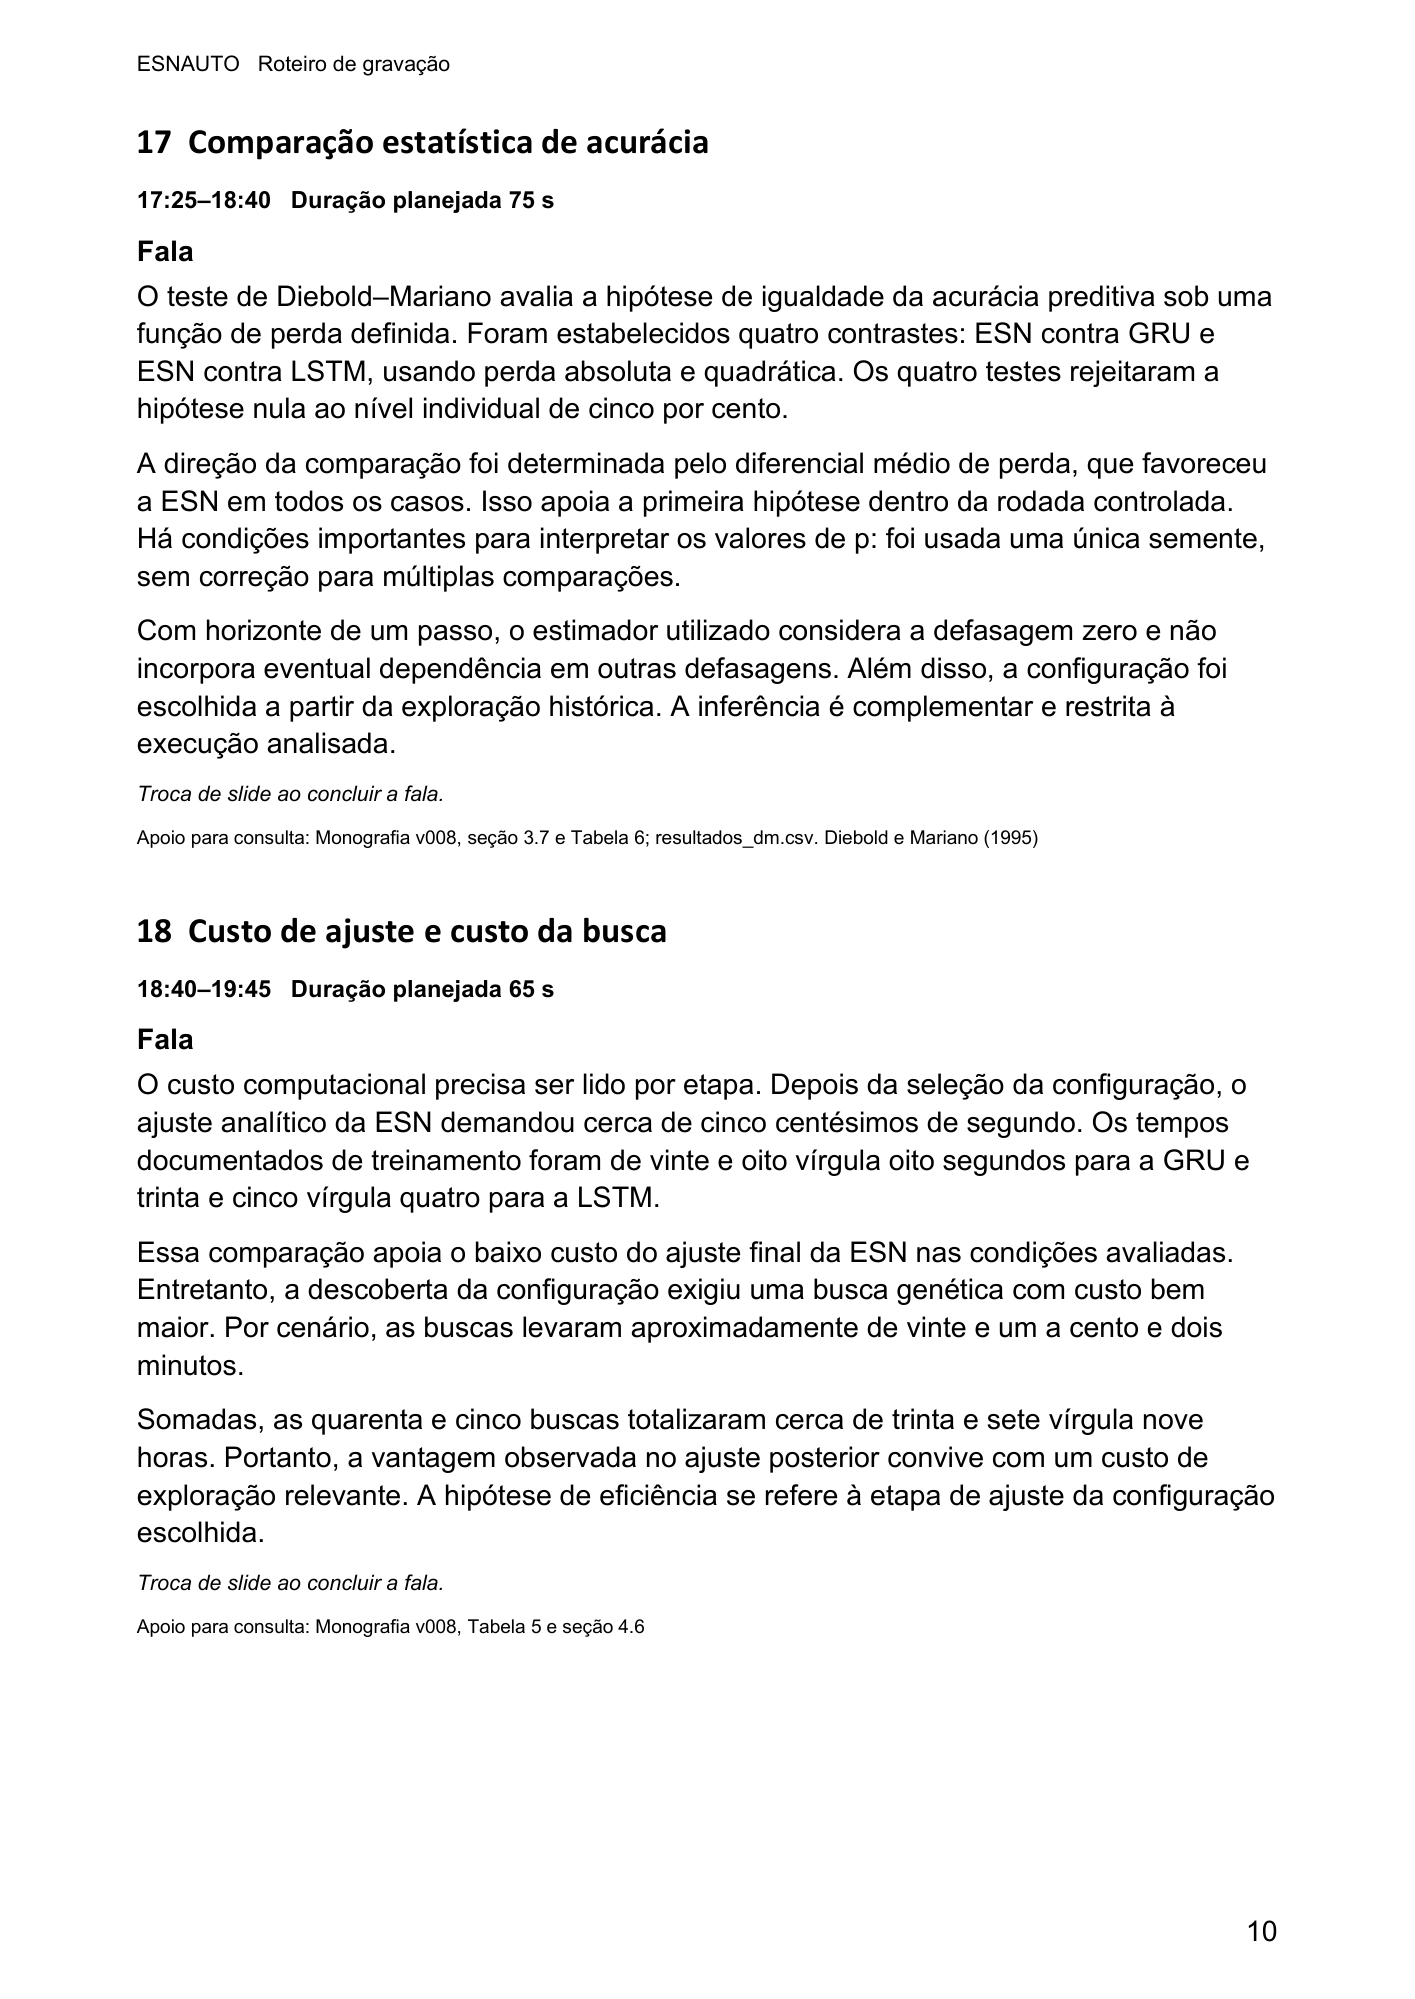 ESNAUTO   Roteiro de gravação
17  Comparação estatística de acurácia
17:25–18:40   Duração planejada 75 s
Fala
O teste de Diebold–Mariano avalia a hipótese de igualdade da acurácia preditiva sob uma
função de perda definida. Foram estabelecidos quatro contrastes: ESN contra GRU e
ESN contra LSTM, usando perda absoluta e quadrática. Os quatro testes rejeitaram a
hipótese nula ao nível individual de cinco por cento.
A direção da comparação foi determinada pelo diferencial médio de perda, que favoreceu
a ESN em todos os casos. Isso apoia a primeira hipótese dentro da rodada controlada.
Há condições importantes para interpretar os valores de p: foi usada uma única semente,
sem correção para múltiplas comparações.
Com horizonte de um passo, o estimador utilizado considera a defasagem zero e não
incorpora eventual dependência em outras defasagens. Além disso, a configuração foi
escolhida a partir da exploração histórica. A inferência é complementar e restrita à
execução analisada.
Troca de slide ao concluir a fala.
Apoio para consulta: Monografia v008, seção 3.7 e Tabela 6; resultados_dm.csv. Diebold e Mariano (1995)
18  Custo de ajuste e custo da busca
18:40–19:45   Duração planejada 65 s
Fala
O custo computacional precisa ser lido por etapa. Depois da seleção da configuração, o
ajuste analítico da ESN demandou cerca de cinco centésimos de segundo. Os tempos
documentados de treinamento foram de vinte e oito vírgula oito segundos para a GRU e
trinta e cinco vírgula quatro para a LSTM.
Essa comparação apoia o baixo custo do ajuste final da ESN nas condições avaliadas.
Entretanto, a descoberta da configuração exigiu uma busca genética com custo bem
maior. Por cenário, as buscas levaram aproximadamente de vinte e um a cento e dois
minutos.
Somadas, as quarenta e cinco buscas totalizaram cerca de trinta e sete vírgula nove
horas. Portanto, a vantagem observada no ajuste posterior convive com um custo de
exploração relevante. A hipótese de eficiência se refere à etapa de ajuste da configuração
escolhida.
Troca de slide ao concluir a fala.
Apoio para consulta: Monografia v008, Tabela 5 e seção 4.6
10